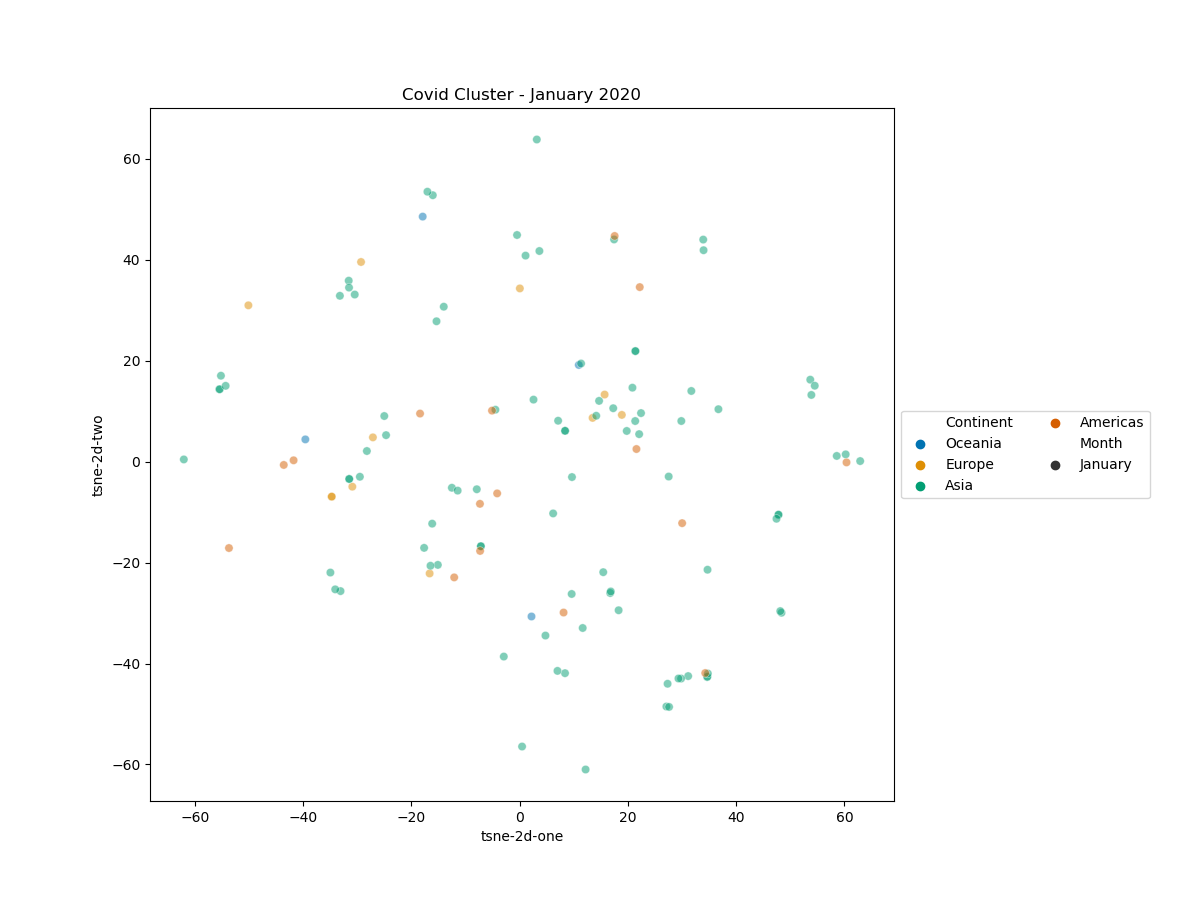 Covid Cluster - January 2020
tsne-2d-two
60
40
20
0
−20
−40
−60
−60
−40
−20
0
20
40
60
tsne-2d-one
Continent
Oceania
Europe
Asia
Americas
Month
January